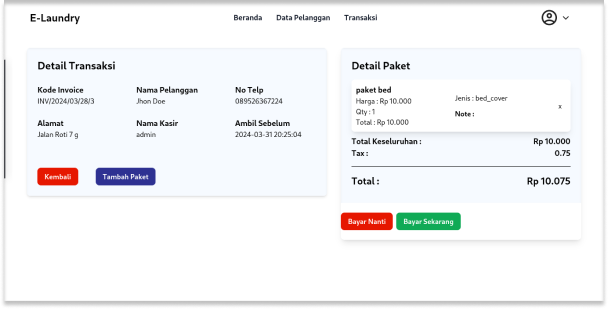 E-Laundry
Beranda Data Pelanggan Transaksi
Detail Transaksi
Kode Invoice Nama Pelanggan No Telp
INV/2024/03/28/3 Jhon Doe 089526367224
Alamat Nama Kasir Ambil Sebelum
Jalan Roti 7 g admin 2024-03-31 20:25:04
Kembali Tambah Paket
Detail Paket
paket bed
Harga : Rp 10.000
Qty : 1
Total : Rp 10.000
Jenis : bed_cover
Note :
x
Total Keseluruhan : Rp 10.000
Tax : 0.75
Total : Rp 10.075
Bayar Nanti Bayar Sekarang